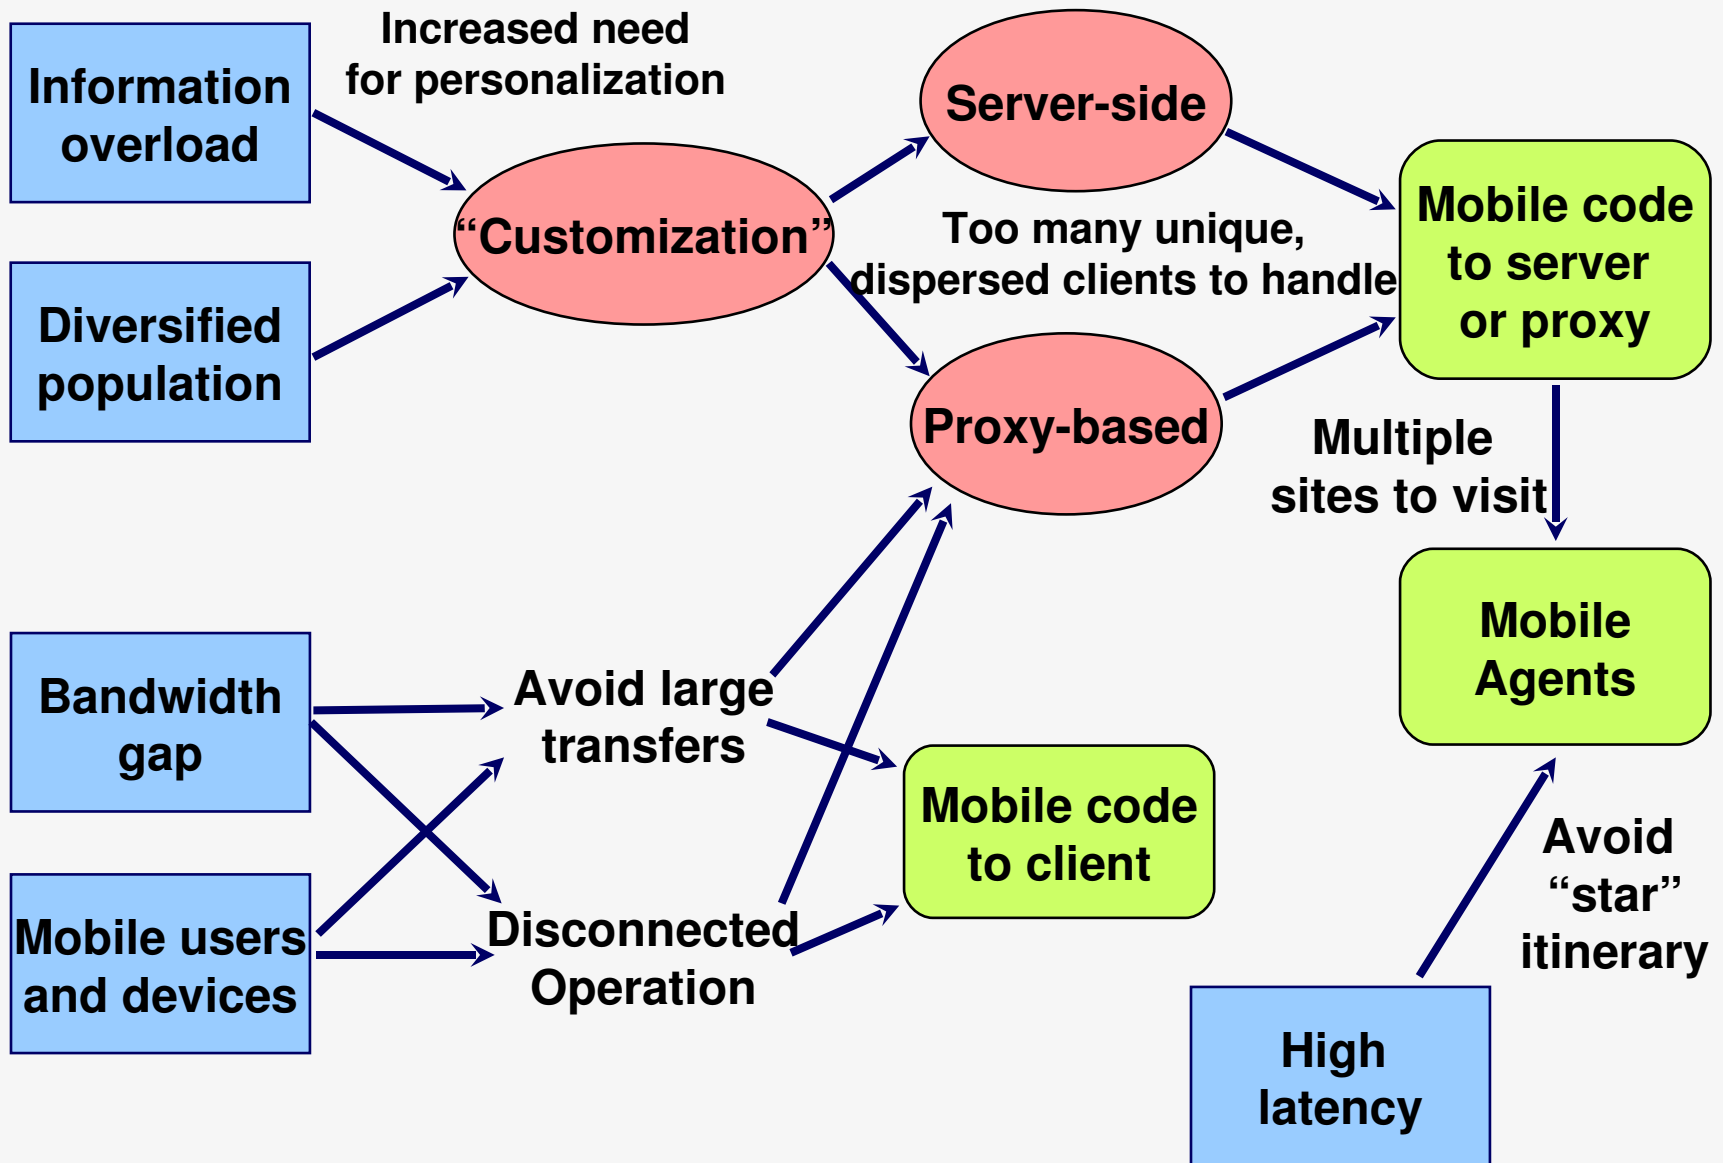 Information
overload
Increased need
for personalization
Server-side
“Customization”
Mobile code
to server
or proxy
Too many unique,
dispersed clients to handle
Diversified
population
Proxy-based
Multiple
sites to visit
Mobile
Agents
Bandwidth
gap
Avoid large
transfers
Mobile code
to client
Avoid
“star”
itinerary
Mobile users
and devices
Disconnected
Operation
High
latency